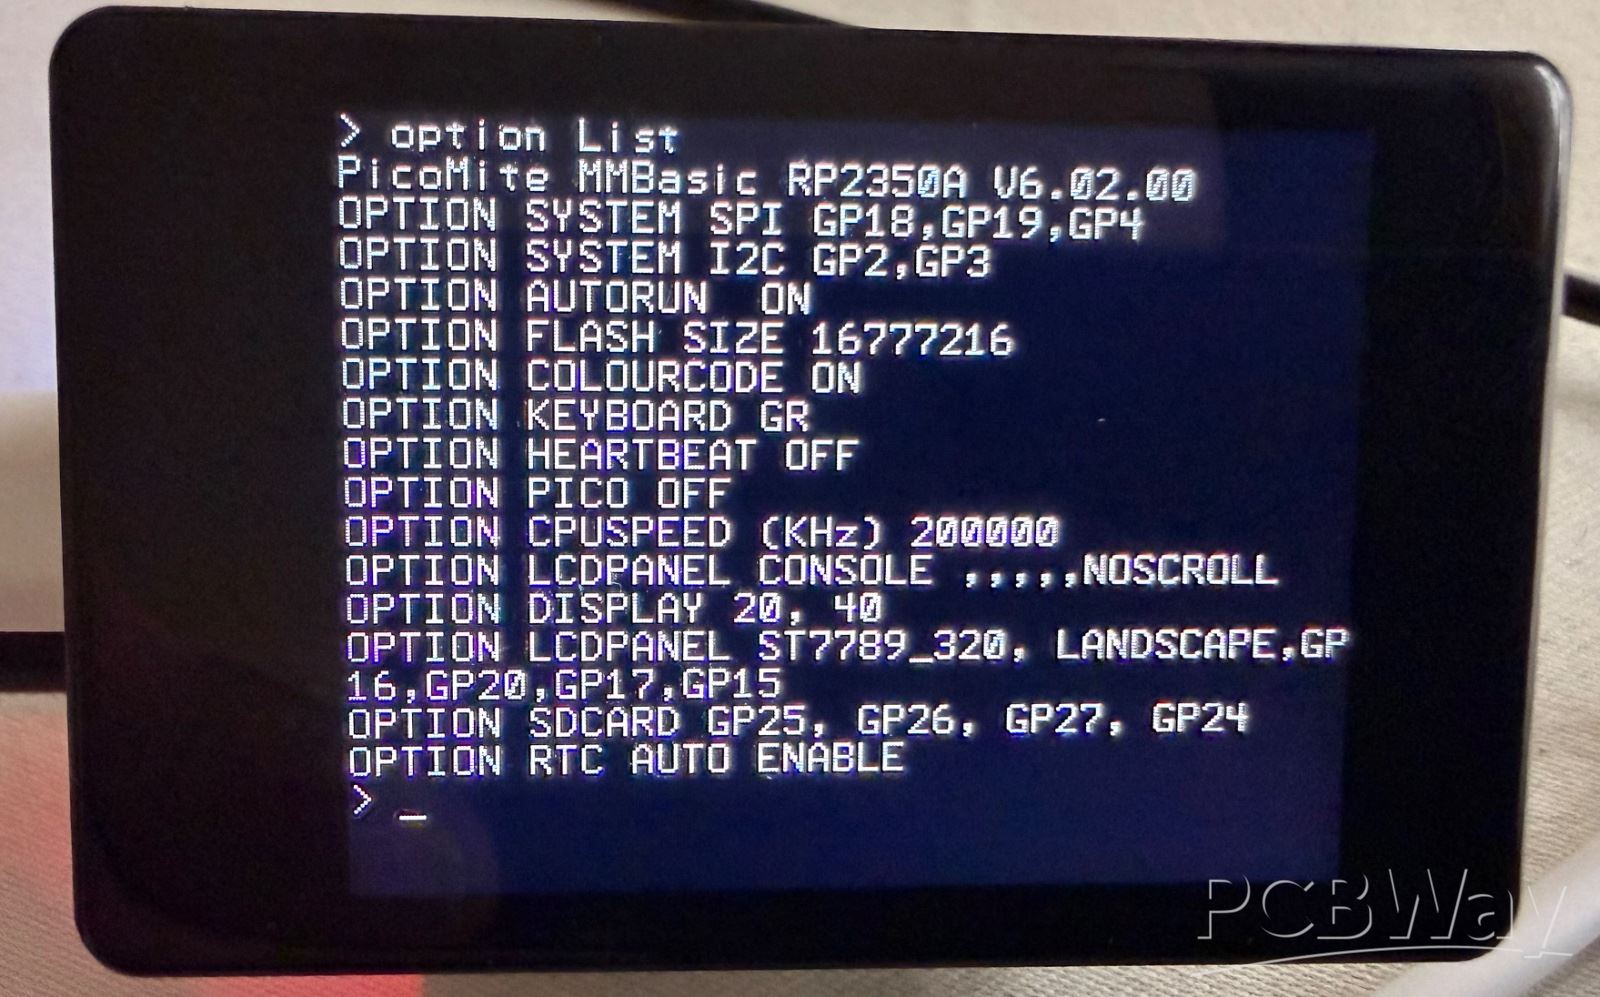 > option List
PicoMite MMBasic RP2350A V6.02.00
OPTION SYSTEM SPI GP18,GP19,GP4
OPTION SYSTEM I2C GP2,GP3
OPTION AUTORUN  ON
OPTION FLASH SIZE 16777216
OPTION COLOURCODE ON
OPTION KEYBOARD GR
OPTION HEARTBEAT OFF
OPTION PICO OFF
OPTION CPUSPEED (KHz) 200000
OPTION LCDPANEL CONSOLE ,,,,,NOSCROLL
OPTION DISPLAY 20, 40
OPTION LCDPANEL ST7789_320, LANDSCAPE,GP
16,GP20,GP17,GP15
OPTION SDCARD GP25, GP26, GP27, GP24
OPTION RTC AUTO ENABLE
> _
PCBWay